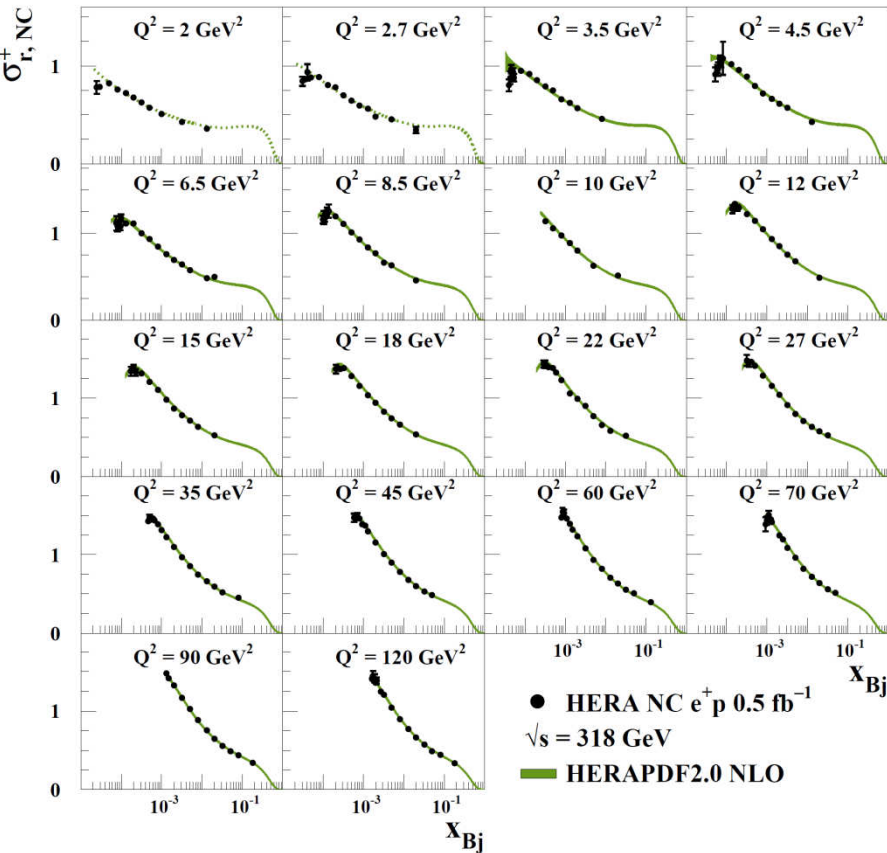 σ⁺r, NC
Q² = 2 GeV²
Q² = 2.7 GeV²
Q² = 3.5 GeV²
Q² = 4.5 GeV²
1
0
Q² = 6.5 GeV²
Q² = 8.5 GeV²
Q² = 10 GeV²
Q² = 12 GeV²
1
0
Q² = 15 GeV²
Q² = 18 GeV²
Q² = 22 GeV²
Q² = 27 GeV²
1
0
Q² = 35 GeV²
Q² = 45 GeV²
Q² = 60 GeV²
Q² = 70 GeV²
1
0
10⁻³ 10⁻¹ 10⁻³ 10⁻¹
xBj
Q² = 90 GeV²
Q² = 120 GeV²
1
0
10⁻³ 10⁻¹ 10⁻³ 10⁻¹
xBj
HERA NC e⁺p 0.5 fb⁻¹
√s = 318 GeV
HERAPDF2.0 NLO